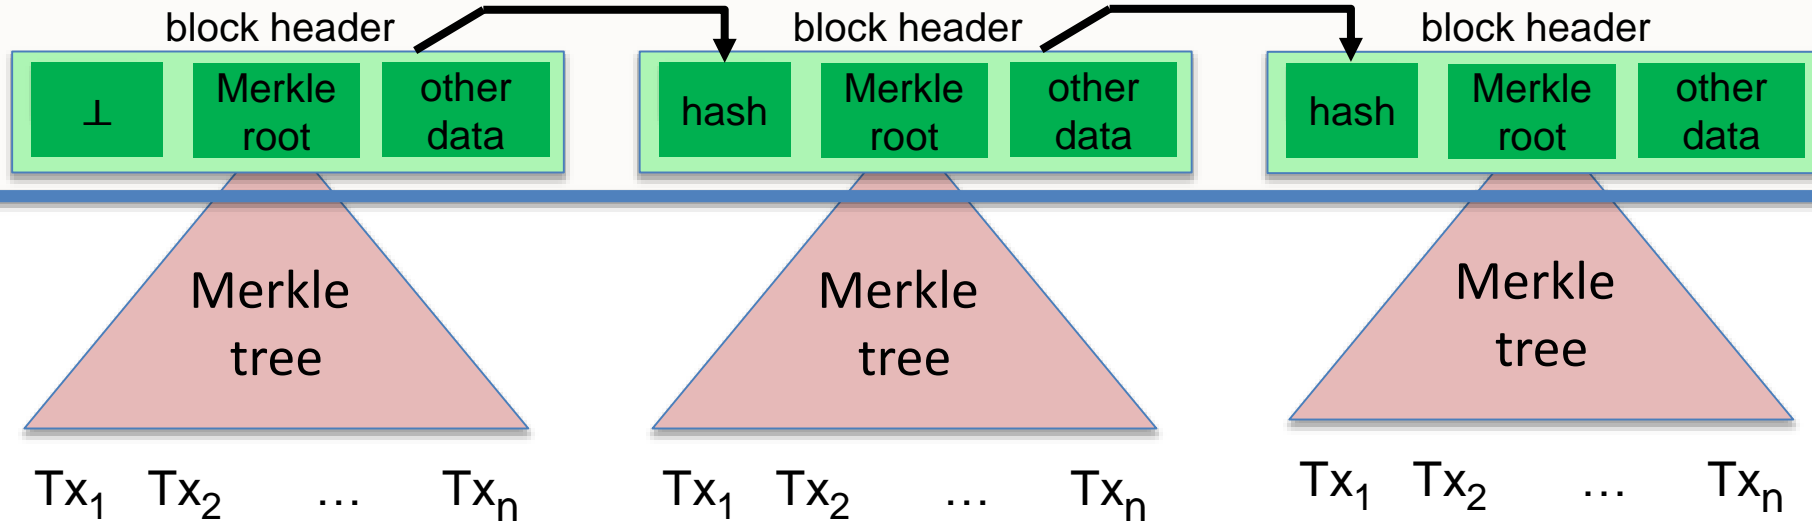 block header
⊥
Merkle
root
other
data
Merkle
tree
Tx₁ Tx₂ … Txₙ
block header
hash
Merkle
root
other
data
Merkle
tree
Tx₁ Tx₂ … Txₙ
block header
hash
Merkle
root
other
data
Merkle
tree
Tx₁ Tx₂ … Txₙ